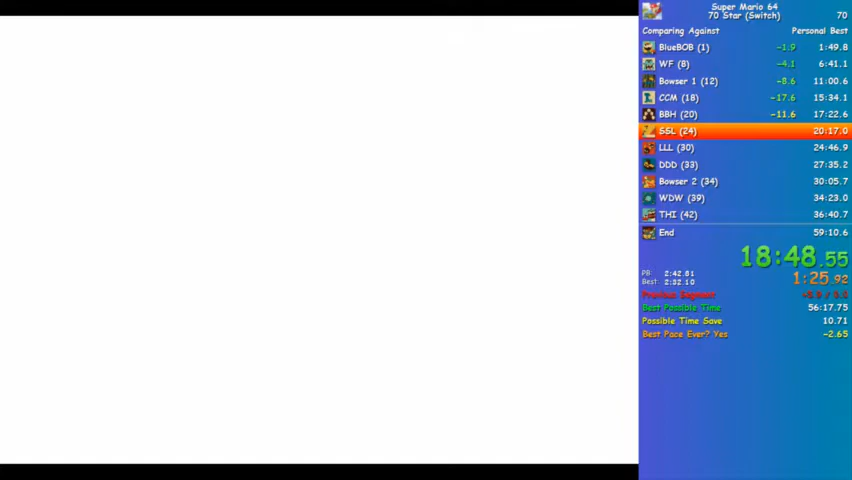 Super Mario 64
70 Star (Switch) 70
Comparing Against Personal Best
BlueBOB (1) -1.9 1:49.8
WF (8) -4.1 6:41.1
Bowser 1 (12) -8.6 11:00.6
CCM (18) -17.6 15:34.1
BBH (20) -11.6 17:22.6
SSL (24) 20:17.0
LLL (30) 24:46.9
DDD (33) 27:35.2
Bowser 2 (34) 30:05.7
WDW (39) 34:23.0
THI (42) 36:40.7
End 59:10.6
18:48.55
PB: 2:42.81
Best: 2:32.10
1:25.92
Previous Segment
Best Possible Time 56:17.75
Possible Time Save 10.71
Best Pace Ever? Yes -2.65